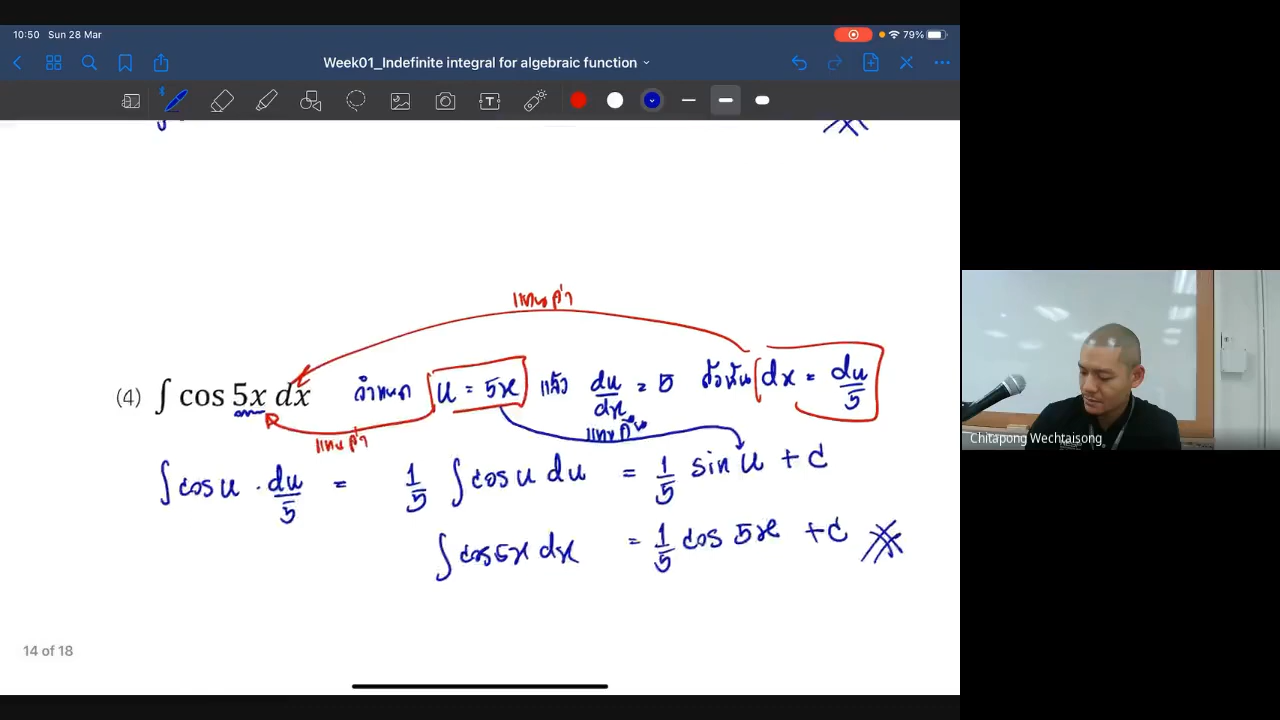 10:50 Sun 28 Mar
79%
Week01_Indefinite integral for algebraic function
T
แทนค่า
(4) ∫ cos 5x dx กำหนด u = 5x แล้ว du/dx = 5 ดังนั้น dx = du/5
แทนค่า
แทนคืน
∫ cos u · du/5 = 1/5 ∫ cos u du = 1/5 sin u + C
∫ cos 5x dx = 1/5 cos 5x + C
14 of 18
Chitapong Wechtaisong